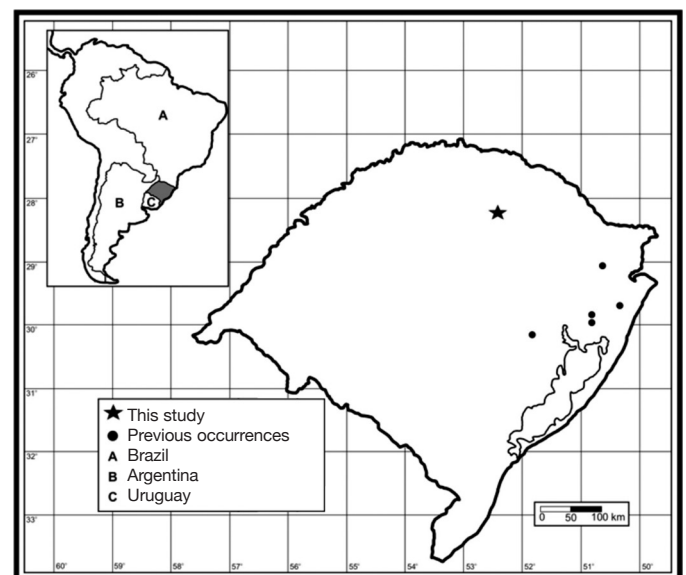 A
B
C
26'
27'
28'
29'
30'
31'
32'
33'
★ This study
● Previous occurrences
A Brazil
B Argentina
C Uruguay
0 50 100 km
60' 59' 58' 57' 56' 55' 54' 53' 52' 51' 50'